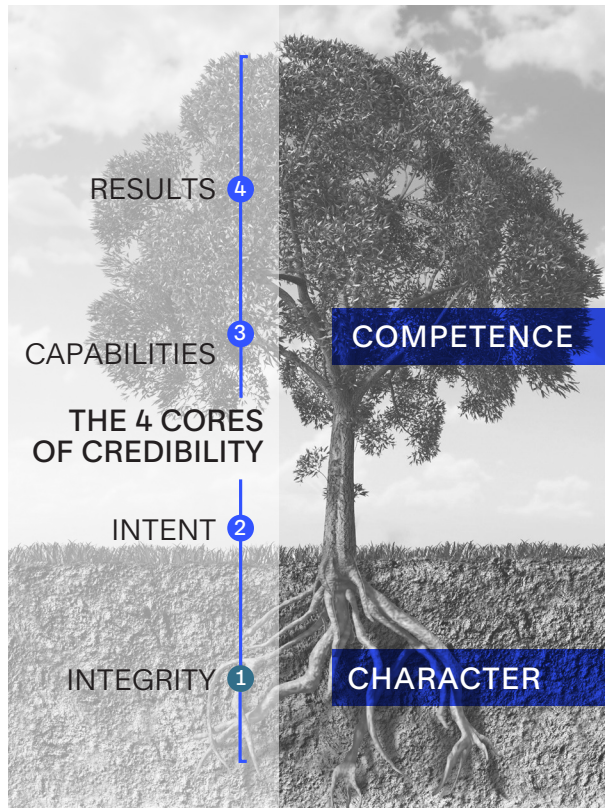 RESULTS 4
3
COMPETENCE
CAPABILITIES
THE 4 CORES
OF CREDIBILITY
INTENT 2
INTEGRITY 1
CHARACTER